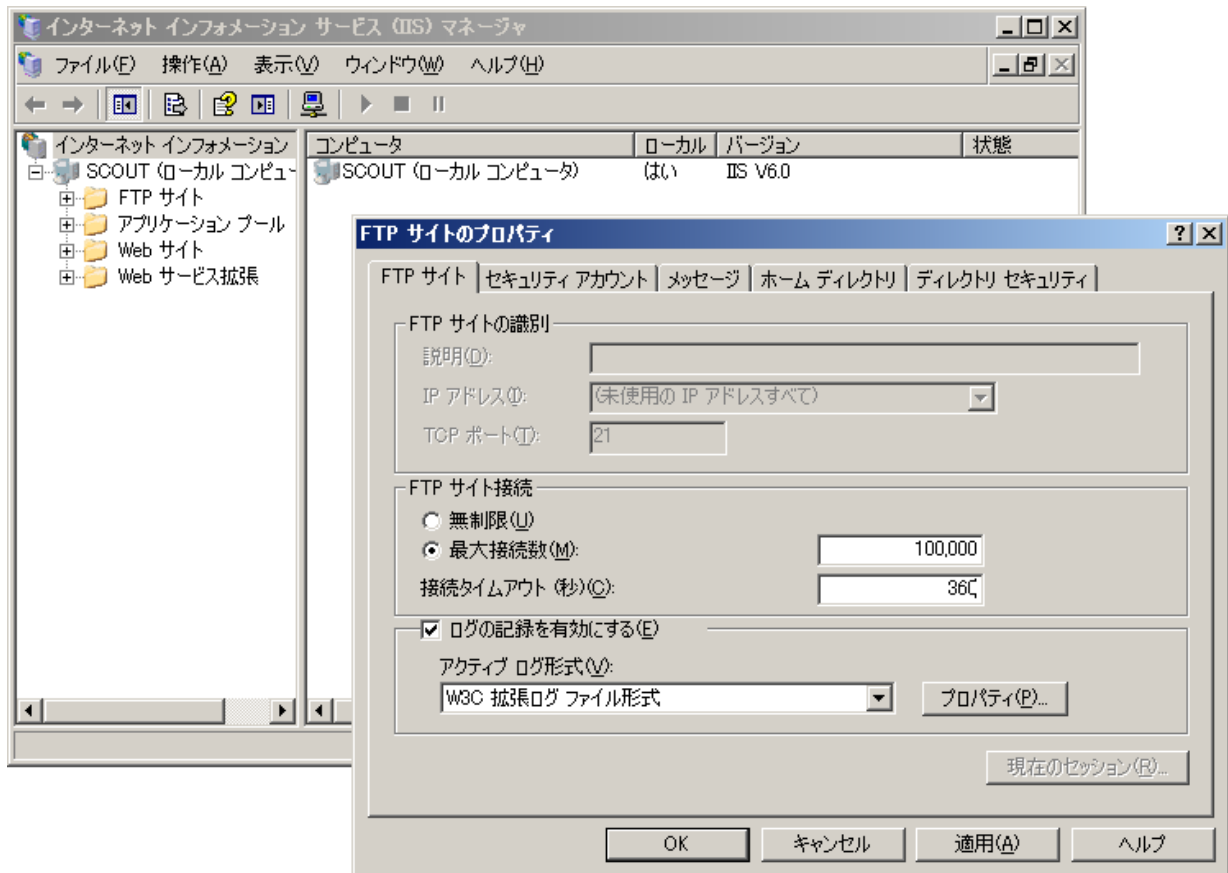 インターネット インフォメーション サービス (IIS) マネージャ
ファイル(F) 操作(A) 表示(V) ウィンドウ(W) ヘルプ(H)
インターネット インフォメーション
SCOUT (ローカル コンピュー
FTP サイト
アプリケーション プール
Web サイト
Web サービス拡張
コンピュータ ローカル バージョン 状態
SCOUT (ローカル コンピュータ) はい IIS V6.0
FTP サイトのプロパティ
FTP サイト セキュリティ アカウント メッセージ ホーム ディレクトリ ディレクトリ セキュリティ
FTP サイトの識別
説明(D):
IP アドレス(I): (未使用の IP アドレスすべて)
TCP ポート(T): 21
FTP サイト接続
無制限(U)
最大接続数(M): 100,000
接続タイムアウト (秒)(C): 360
ログの記録を有効にする(E)
アクティブ ログ形式(V):
W3C 拡張ログ ファイル形式 プロパティ(P)...
現在のセッション(R)...
OK キャンセル 適用(A) ヘルプ